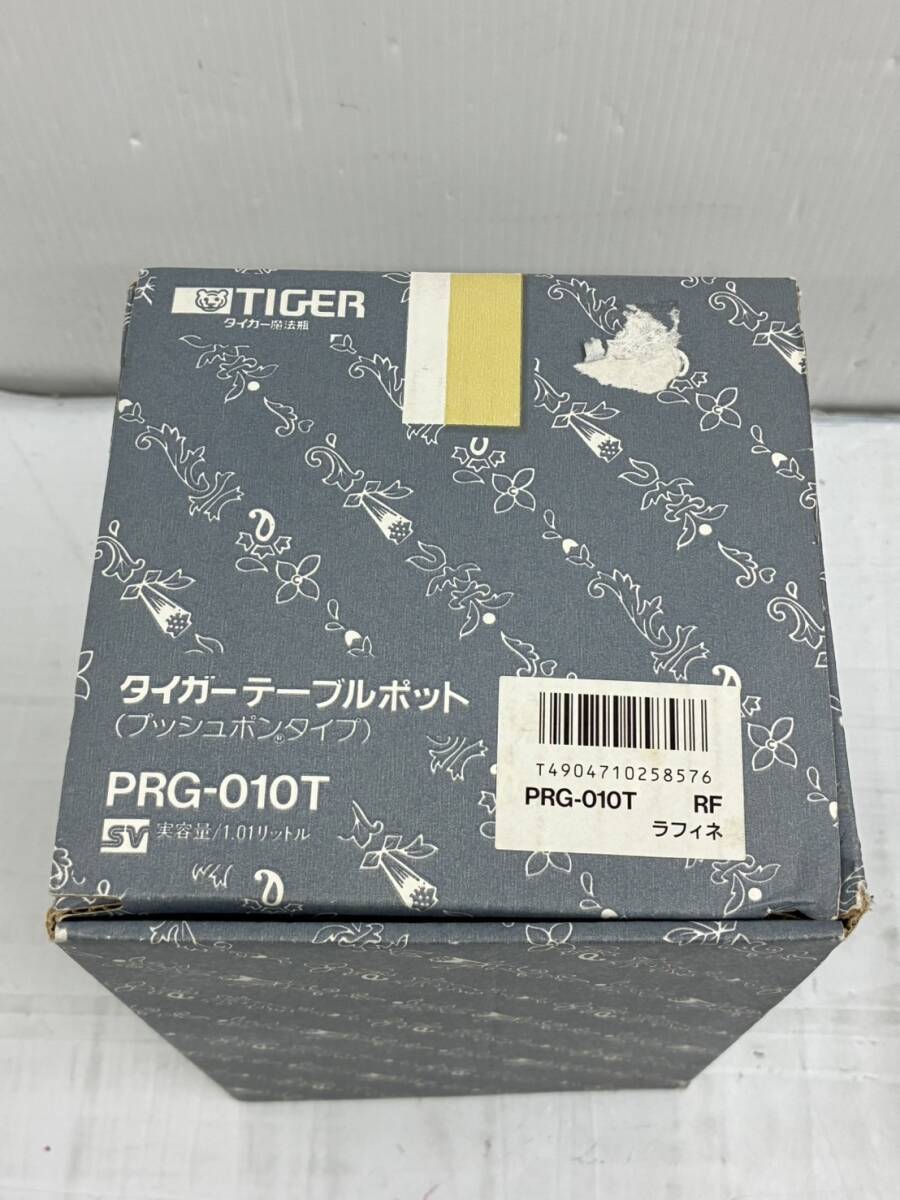 TIGER
タイガー魔法瓶
タイガーテーブルポット
(プッシュポン®タイプ)
PRG-010T
SV 実容量/1.01リットル
T4904710258576
PRG-010T RF
ラフィネ